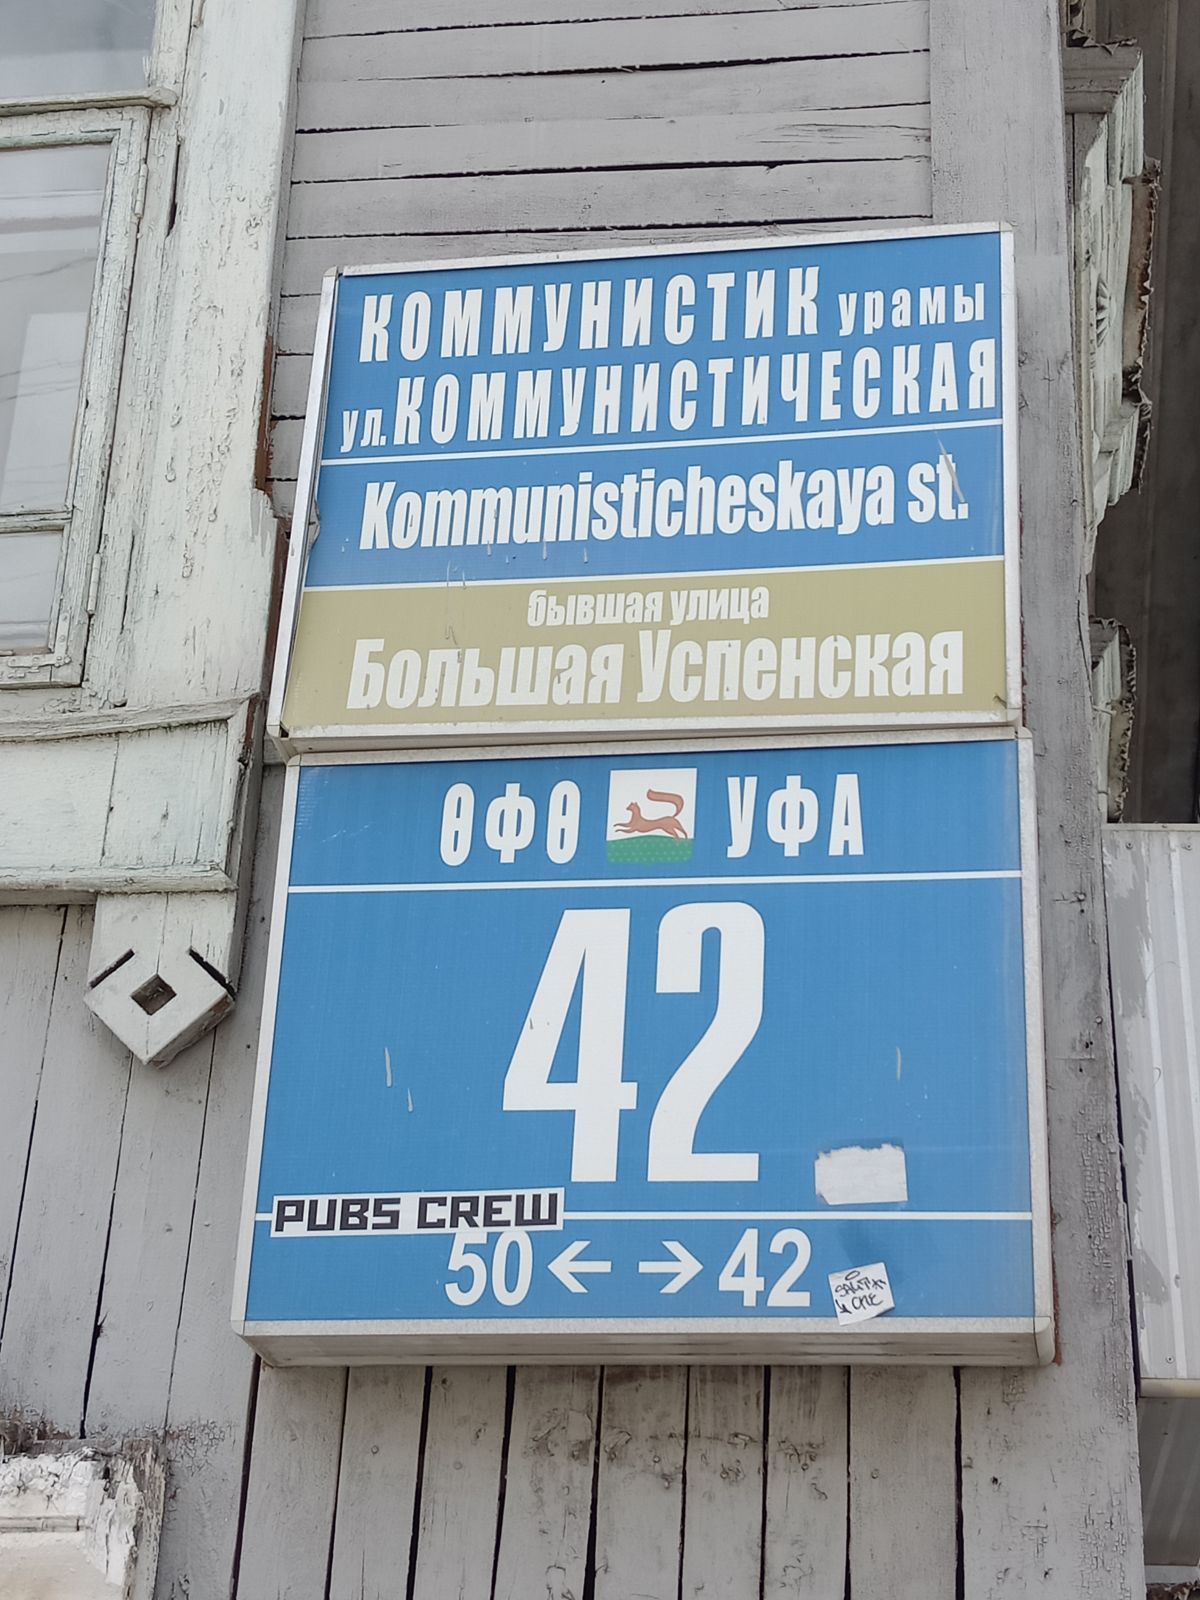 КОММУНИСТИК урамы
ул. КОММУНИСТИЧЕСКАЯ
Kommunisticheskaya st.
бывшая улица
Большая Успенская
ӨФӨ УФА
42
PUBS CREW
50 ← → 42